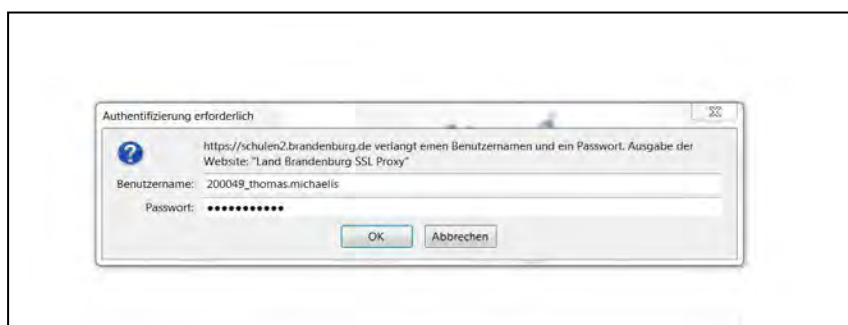 Authentifizierung erforderlich
https://schulen2.brandenburg.de verlangt einen Benutzernamen und ein Passwort. Ausgabe der
Website: "Land Brandenburg SSL Proxy"
Benutzername: 200049_thomas.michaelis
Passwort: •••••••••••
OK Abbrechen